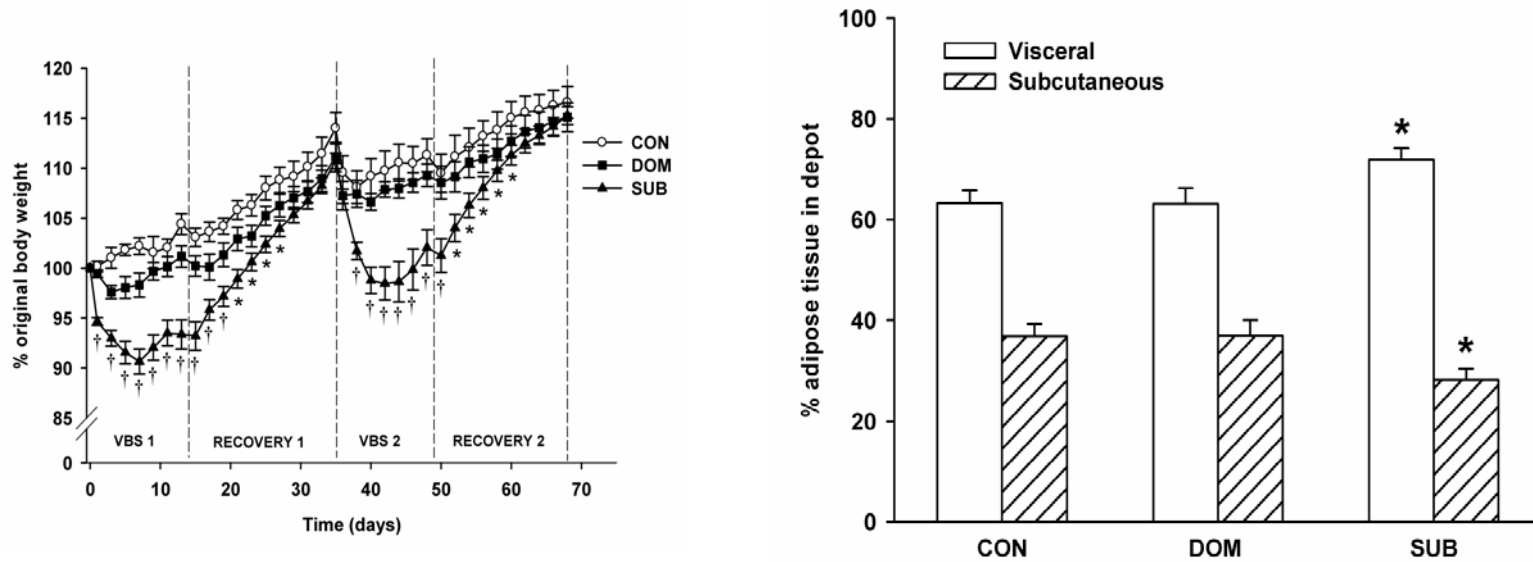 120
115
110
105
100
95
90
85
0
% original body weight
CON
DOM
SUB
† † † † † † † † † † * * * *
† † † † † † † * * * *
VBS 1 RECOVERY 1 VBS 2 RECOVERY 2
0 10 20 30 40 50 60 70
Time (days)
100
80
60
40
20
0
% adipose tissue in depot
Visceral
Subcutaneous
*
*
CON DOM SUB